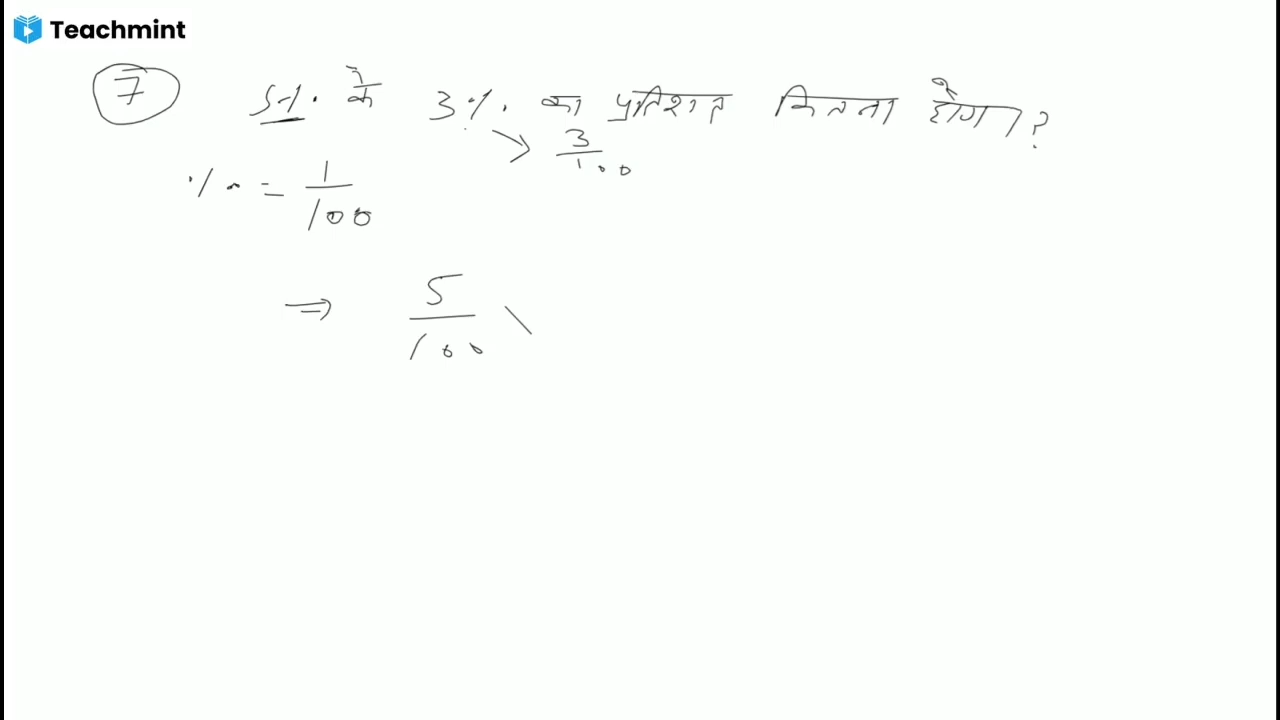 Teachmint
7 5% के 3% का प्रतिशत कितना होगा?
3/100
% = 1/100
⇒ 5/100 \